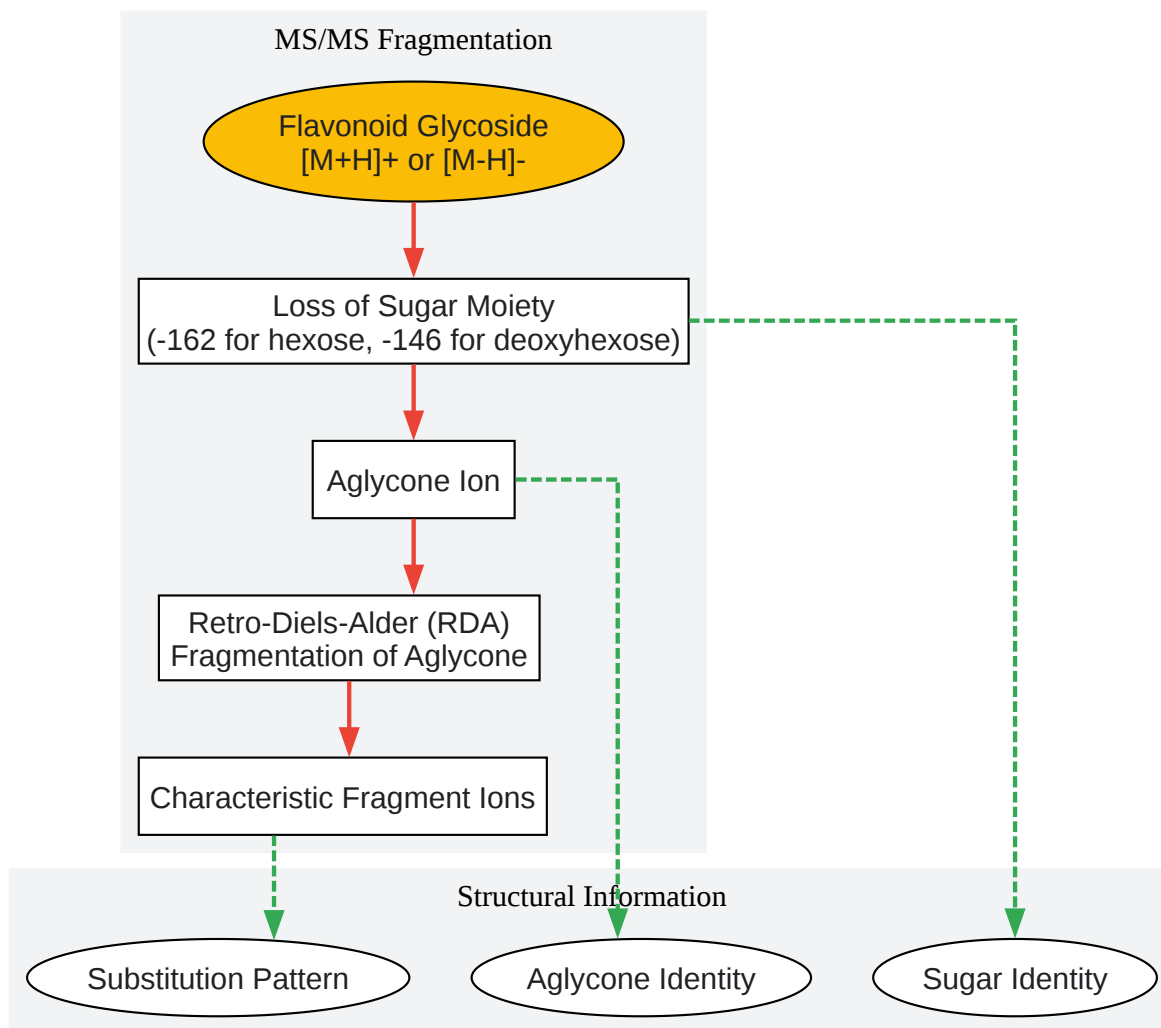 MS/MS Fragmentation
Flavonoid Glycoside
[M+H]+ or [M-H]-
Loss of Sugar Moiety
(-162 for hexose, -146 for deoxyhexose)
Aglycone Ion
Retro-Diels-Alder (RDA)
Fragmentation of Aglycone
Characteristic Fragment Ions
Structural Information
Substitution Pattern
Aglycone Identity
Sugar Identity